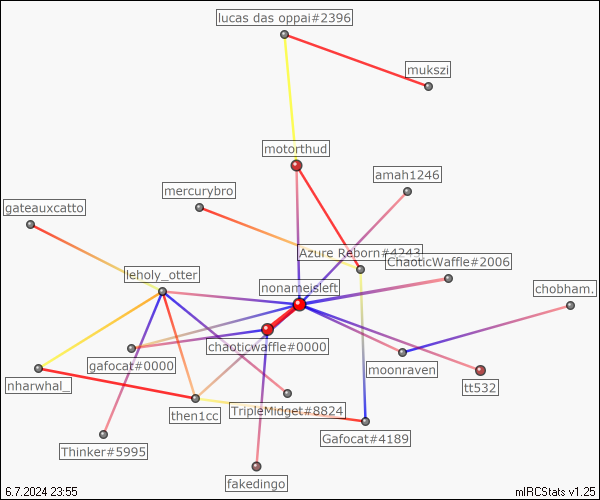 lucas das oppai#2396
mukszi
motorthud
amah1246
mercurybro
gateauxcatto
Azure Reborn#4243
ChaoticWaffle#2006
leholy_otter
nonameisleft
chobham.
chaoticwaffle#0000
gafocat#0000
moonraven
nharwhal_
tt532
then1cc
TripleMidget#8824
Gafocat#4189
Thinker#5995
fakedingo
6.7.2024 23:55
mIRCStats v1.25